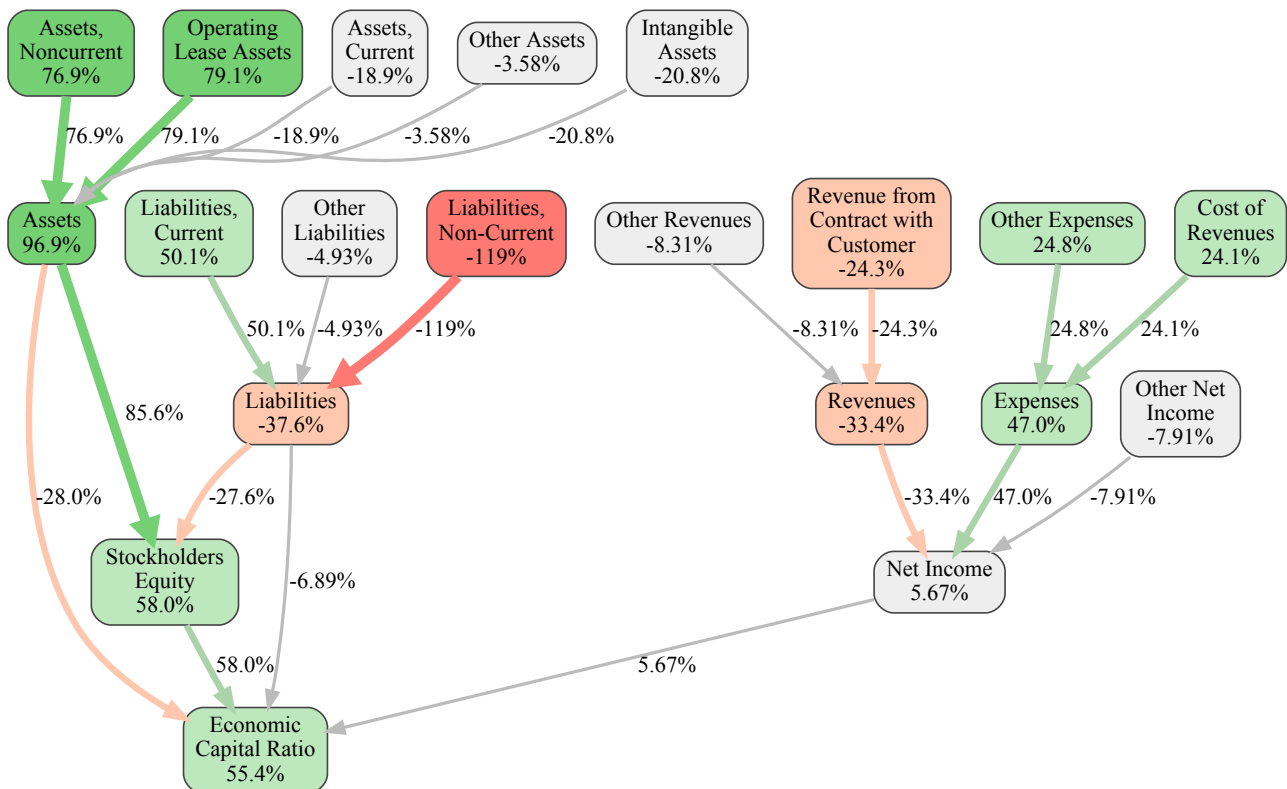 Assets,
Noncurrent
76.9%
Operating
Lease Assets
79.1%
Assets,
Current
-18.9%
Other Assets
-3.58%
Intangible
Assets
-20.8%
76.9%
79.1%
-18.9%
-3.58%
-20.8%
Assets
96.9%
Liabilities,
Current
50.1%
Other
Liabilities
-4.93%
Liabilities,
Non-Current
-119%
Other Revenues
-8.31%
Revenue from
Contract with
Customer
-24.3%
Other Expenses
24.8%
Cost of
Revenues
24.1%
50.1%
-4.93%
-119%
-8.31%
-24.3%
24.8%
24.1%
85.6%
Liabilities
-37.6%
Revenues
-33.4%
Expenses
47.0%
Other Net
Income
-7.91%
-28.0%
-27.6%
-33.4%
47.0%
-7.91%
Stockholders
Equity
58.0%
-6.89%
Net Income
5.67%
58.0%
5.67%
Economic
Capital Ratio
55.4%